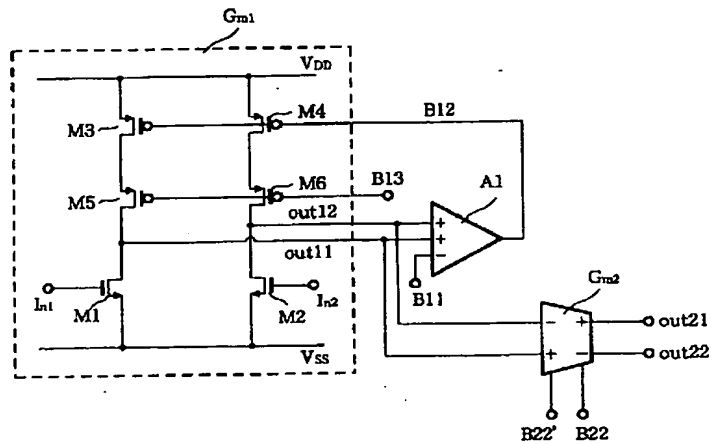 Gm1
VDD
M3
M4
B12
M5
M6
B13
A1
out12
out11
In1
M1
M2
In2
B11
Gm2
VSS
out21
out22
B22'
B22